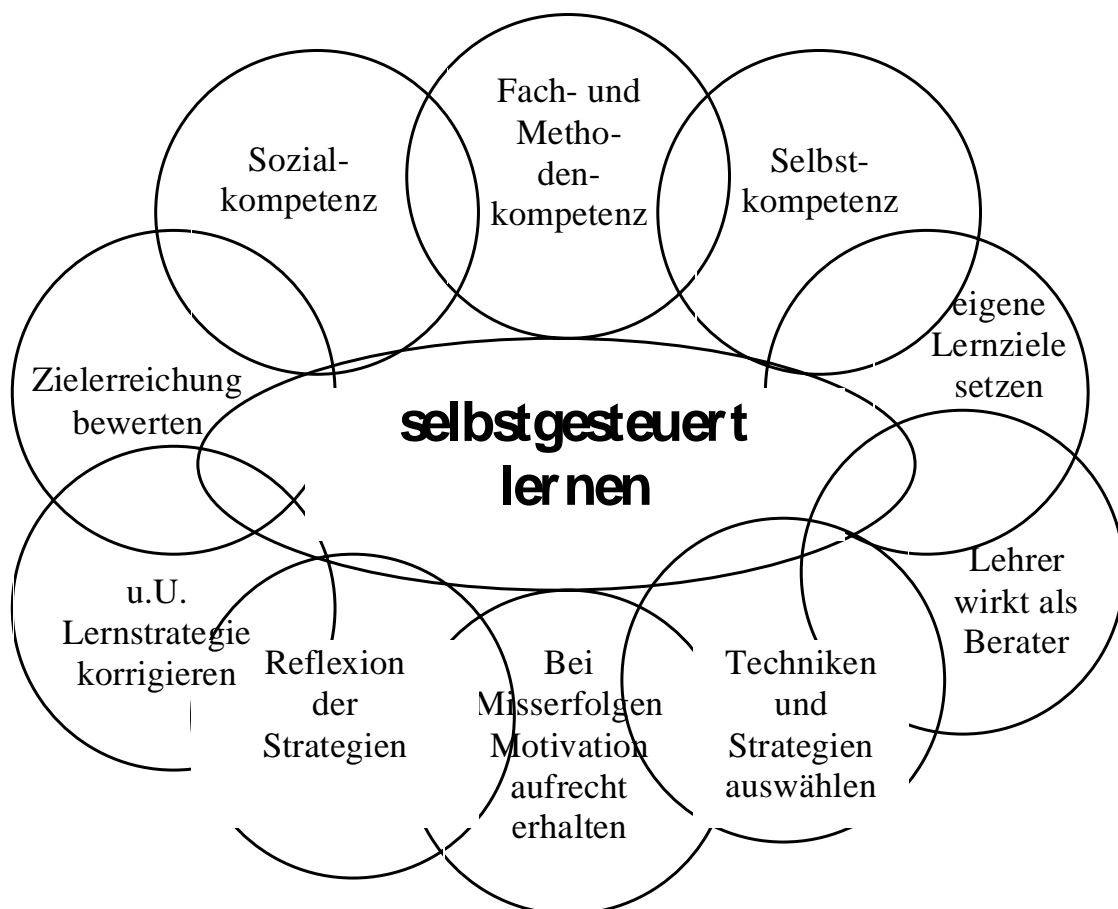 Fach- und
Metho-
den-
kompetenz
Sozial-
kompetenz
Selbst-
kompetenz
eigene
Lernziele
setzen
Zielerreichung
bewerten
selbstgesteuert
lernen
Lehrer
wirkt als
Berater
u.U.
Lernstrategie
korrigieren
Reflexion
der
Strategien
Bei
Misserfolgen
Motivation
aufrecht
erhalten
Techniken
und
Strategien
auswählen